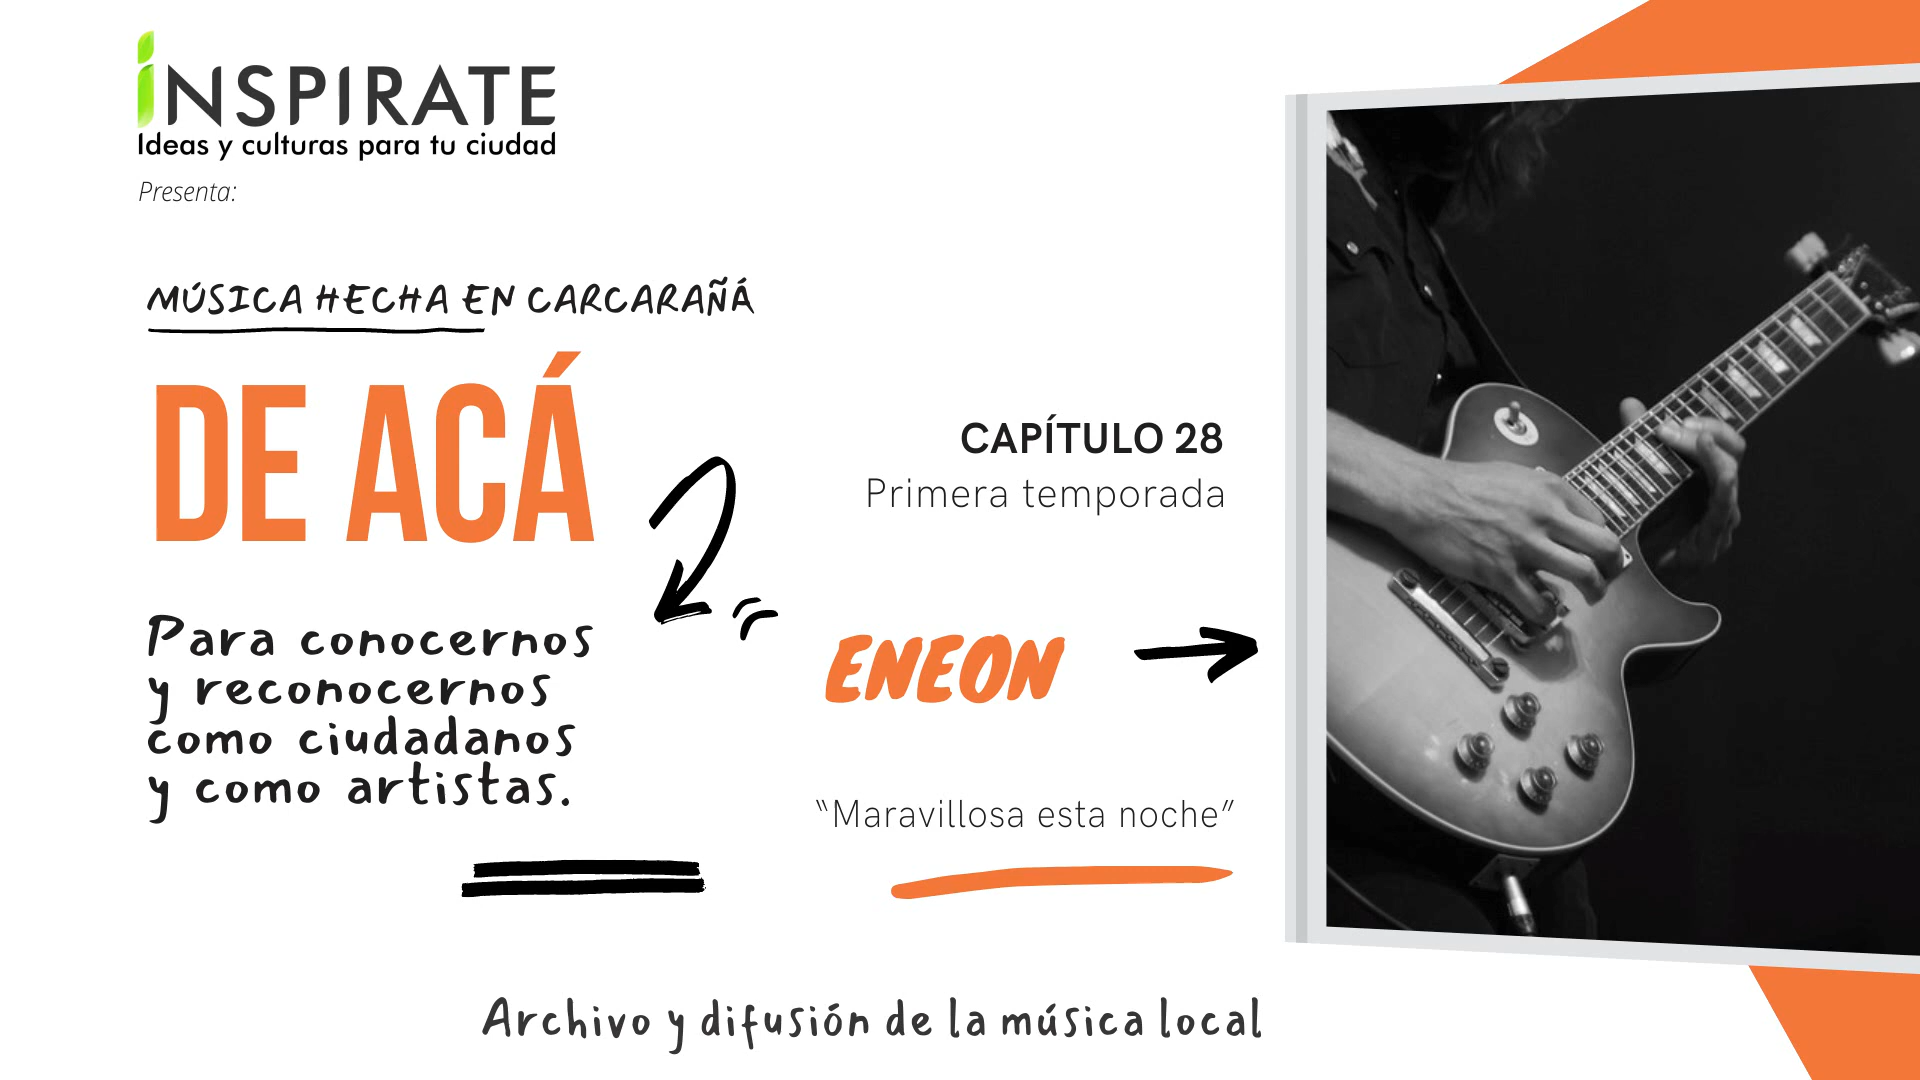 iNSPIRATE
Ideas y culturas para tu ciudad
Presenta:
MÚSICA HECHA EN CARCARAÑÁ
DE ACÁ
Para conocernos
y reconocernos
como ciudadanos
y como artistas.
CAPÍTULO 28
Primera temporada
ENEON
“Maravillosa esta noche”
Archivo y difusión de la música local